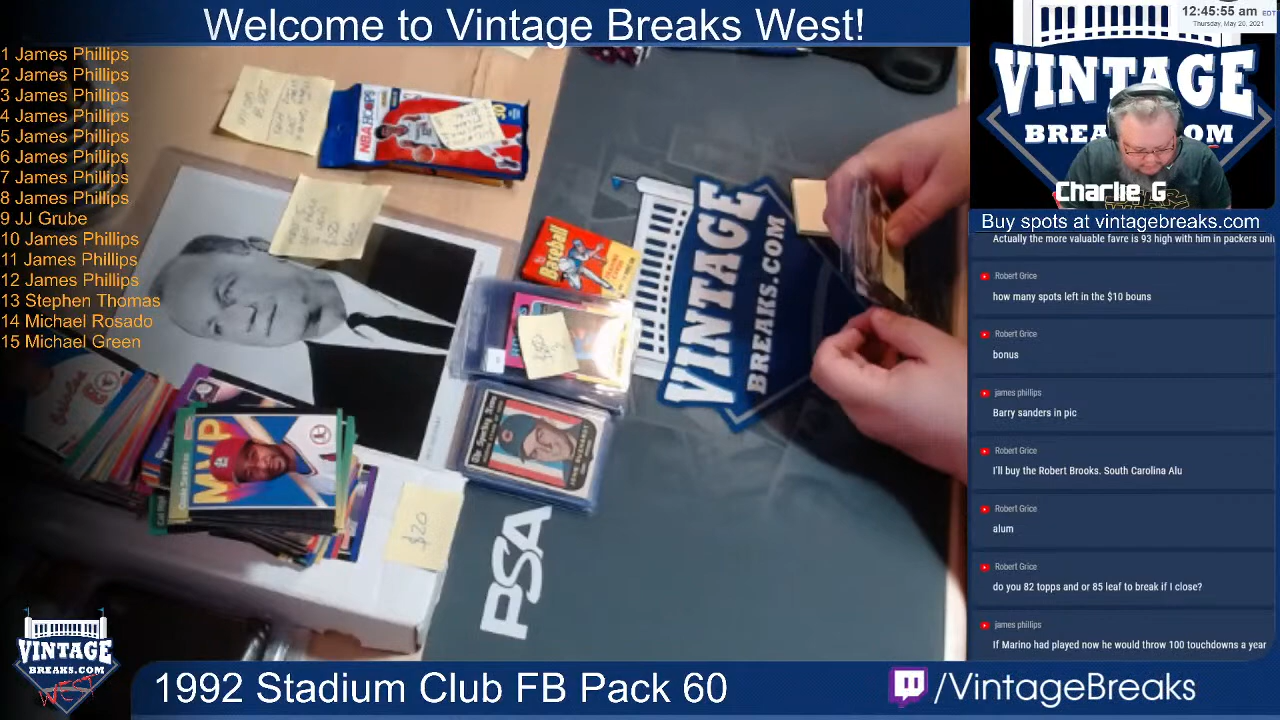 Welcome to Vintage Breaks West!
1 James Phillips
2 James Phillips
3 James Phillips
4 James Phillips
5 James Phillips
6 James Phillips
7 James Phillips
8 James Phillips
9 JJ Grube
10 James Phillips
11 James Phillips
12 James Phillips
13 Stephen Thomas
14 Michael Rosado
15 Michael Green
12:45:55 am EDT
Thursday, May 20, 2021
VINTAGE
BREA .COM
Charlie G
Buy spots at vintagebreaks.com
Actually the more valuable favre is 93 high with him in packers uni
Robert Grice
how many spots left in the $10 bouns
Robert Grice
bonus
james phillips
Barry sanders in pic
Robert Grice
I'll buy the Robert Brooks. South Carolina Alu
Robert Grice
alum
Robert Grice
do you 82 topps and or 85 leaf to break if I close?
james phillips
If Marino had played now he would throw 100 touchdowns a year
NBA HOOPS
Baseball
VINTAGE
BREAKS.COM
MVP
$20
PSA
VINTAGE
BREAKS.COM
WEST
1992 Stadium Club FB Pack 60
/VintageBreaks